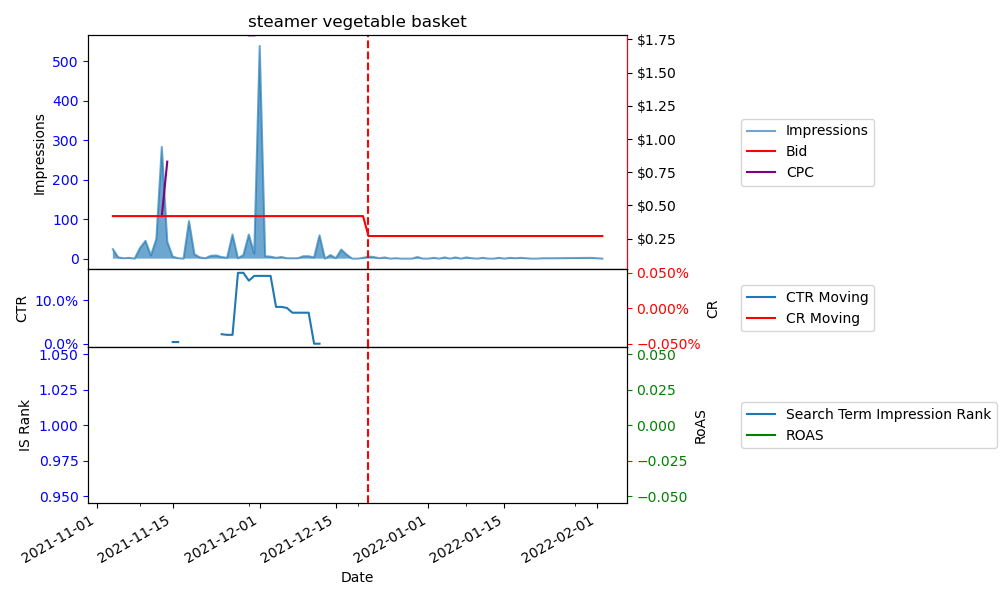 steamer vegetable basket
Impressions
500
400
300
200
100
0
$1.75
$1.50
$1.25
$1.00
$0.75
$0.50
$0.25
Impressions
Bid
CPC
CTR
10.0%
0.0%
0.050%
0.000%
−0.050%
CR
CTR Moving
CR Moving
IS Rank
1.050
1.025
1.000
0.975
0.950
0.050
0.025
0.000
−0.025
−0.050
RoAS
Search Term Impression Rank
ROAS
2021-11-01
2021-11-15
2021-12-01
2021-12-15
2022-01-01
2022-01-15
2022-02-01
Date